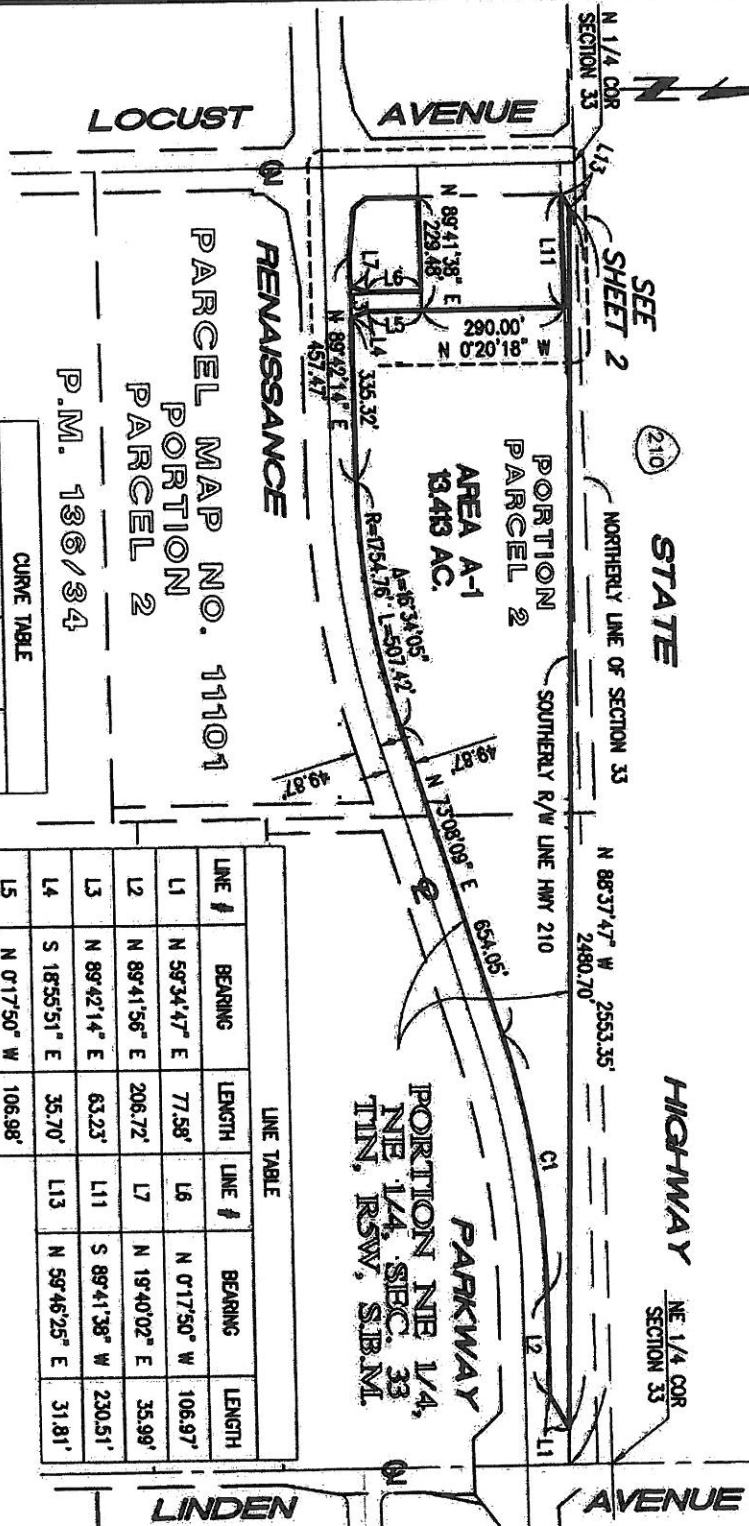 N 1/4 COR
SECTION 33
SEE
SHEET 2
L13
210
STATE
HIGHWAY
NE 1/4 COR
SECTION 33
NORTHERLY LINE OF SECTION 33
N 88°37'47" W 2553.35'
2480.70'
SOUTHERLY R/W LINE HWY 210
LOCUST
AVENUE
L11
290.00'
N 0°20'18" W
N 89°41'38" E
229.48'
L6
L5
L7
L4
335.32'
N 89°42'14" E
457.47'
PORTION
PARCEL 2
AREA A-1
13.413 AC.
Δ=16°34'05"
R=1754.76' L=507.42'
49.87'
49.87'
N 73°08'09" E
654.05'
C1
L2
L1
RENAISSANCE
PARKWAY
PARCEL MAP NO. 11101
PORTION
PARCEL 2
P.M. 136/34
PORTION NE 1/4,
NE 1/4, SEC. 33
T1N, R5W, S.B.M.
LINDEN
AVENUE
CURVE TABLE
LINE TABLE
LINE # BEARING LENGTH LINE # BEARING LENGTH
L1 N 59°34'47" E 77.58' L6 N 0°17'50" W 106.97'
L2 N 89°41'56" E 206.72' L7 N 19°40'02" E 35.99'
L3 N 89°42'14" E 63.23' L11 S 89°41'38" W 230.51'
L4 S 18°55'51" E 35.70' L13 N 59°46'25" E 31.81'
L5 N 0°17'50" W 106.98'